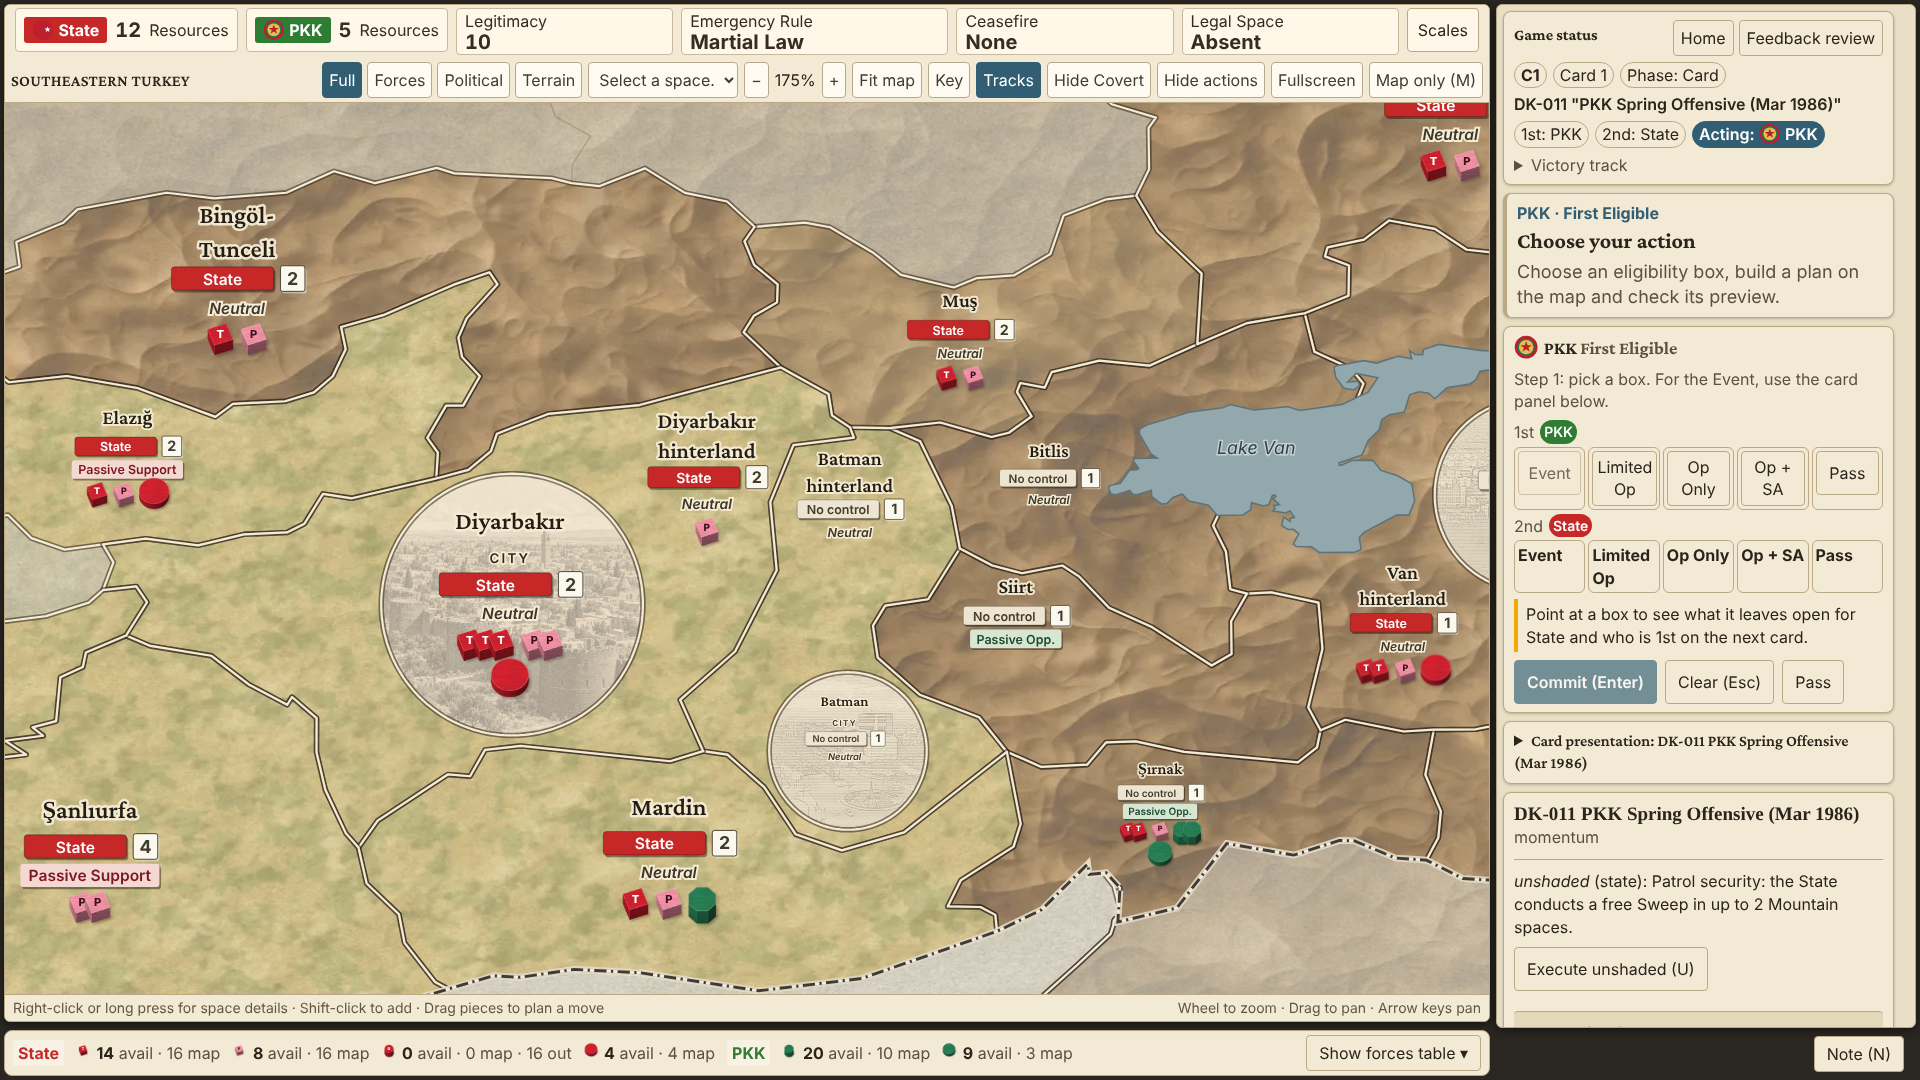 State 12 Resources
PKK 5 Resources
Legitimacy
10
Emergency Rule
Martial Law
Ceasefire
None
Legal Space
Absent
Scales
SOUTHEASTERN TURKEY
Full
Forces
Political
Terrain
Select a space.
−
175%
+
Fit map
Key
Tracks
Hide Covert
Hide actions
Fullscreen
Map only (M)
State
Neutral
T P
Bingöl-
Tunceli
State 2
Neutral
T P
Muş
State 2
Neutral
T P
Elazığ
State 2
Passive Support
T P
Diyarbakır
hinterland
State 2
Neutral
P
Batman
hinterland
No control 1
Neutral
Bitlis
No control 1
Neutral
Lake Van
Diyarbakır
CITY
State 2
Neutral
T T T P P
Siirt
No control 1
Passive Opp.
Van
hinterland
State 1
Neutral
T T P
Batman
CITY
No control 1
Neutral
Şırnak
No control 1
Passive Opp.
T T P
Şanlıurfa
State 4
Passive Support
P P
Mardin
State 2
Neutral
T P
Right-click or long press for space details · Shift-click to add · Drag pieces to plan a move
Wheel to zoom · Drag to pan · Arrow keys pan
State 14 avail · 16 map 8 avail · 16 map 0 avail · 0 map · 16 out 4 avail · 4 map PKK 20 avail · 10 map 9 avail · 3 map
Show forces table ▾
Game status
Home
Feedback review
C1 Card 1 Phase: Card
DK-011 "PKK Spring Offensive (Mar 1986)"
1st: PKK 2nd: State Acting: PKK
▶ Victory track
PKK · First Eligible
Choose your action
Choose an eligibility box, build a plan on
the map and check its preview.
PKK First Eligible
Step 1: pick a box. For the Event, use the card
panel below.
1st PKK
Event
Limited
Op
Op
Only
Op +
SA
Pass
2nd State
Event
Limited
Op
Op Only
Op + SA
Pass
Point at a box to see what it leaves open for
State and who is 1st on the next card.
Commit (Enter)
Clear (Esc)
Pass
▶ Card presentation: DK-011 PKK Spring Offensive
(Mar 1986)
DK-011 PKK Spring Offensive (Mar 1986)
momentum
unshaded (state): Patrol security: the State
conducts a free Sweep in up to 2 Mountain
spaces.
Execute unshaded (U)
Note (N)